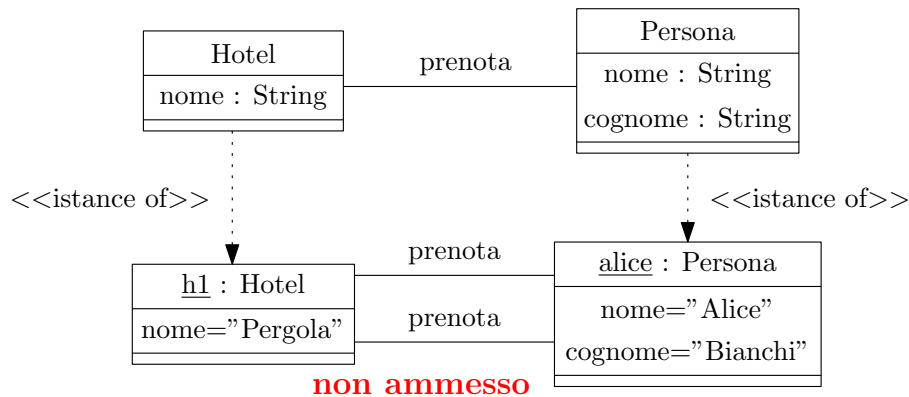 Hotel
nome : String
prenota
Persona
nome : String
cognome : String
<<istance of>>
<<istance of>>
h1 : Hotel
nome="Pergola"
prenota
prenota
alice : Persona
nome="Alice"
cognome="Bianchi"
non ammesso